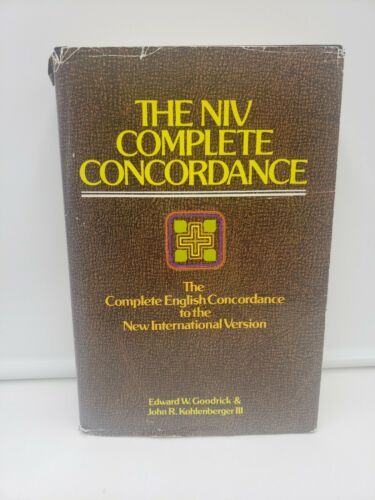 THE NIV
COMPLETE
CONCORDANCE
The
Complete English Concordance
to the
New International Version
Edward W. Goodrick &
John R. Kohlenberger III